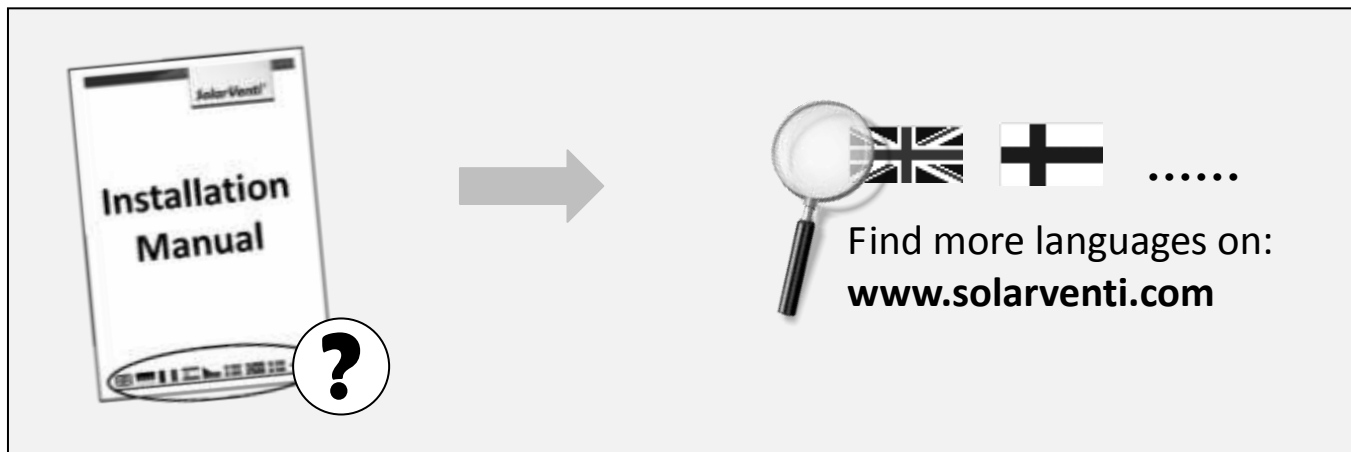 SolarVenti®
Installation
Manual
?
......
Find more languages on:
www.solarventi.com